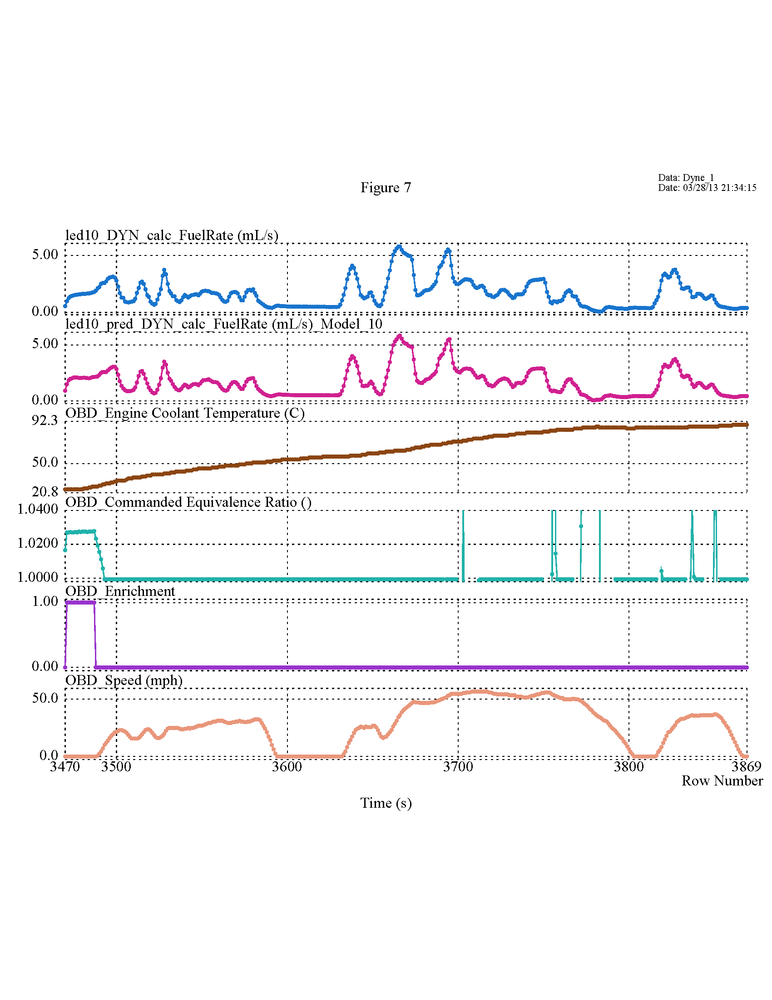 Figure 7
Data: Dyne_1
Date: 03/28/13 21:34:15
led10_DYN_calc_FuelRate (mL/s)
5.00
0.00
led10_pred_DYN_calc_FuelRate (mL/s)_Model_10
5.00
0.00
OBD_Engine Coolant Temperature (C)
92.3
50.0
20.8
OBD_Commanded Equivalence Ratio ()
1.0400
1.0200
1.0000
OBD_Enrichment
1.00
0.00
OBD_Speed (mph)
50.0
0.0
3470 3500 3600 3700 3800 3869
Row Number
Time (s)